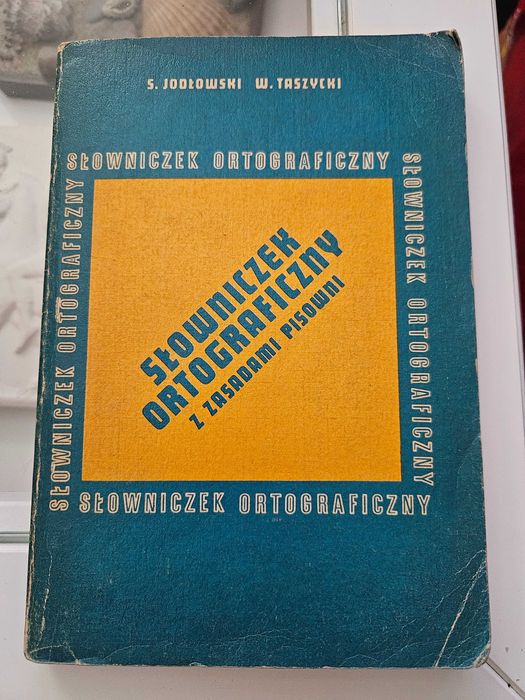 S. JODŁOWSKI W. TASZYCKI
SŁOWNICZEK ORTOGRAFICZNY
SŁOWNICZEK ORTOGRAFICZNY
SŁOWNICZEK ORTOGRAFICZNY
SŁOWNICZEK
ORTOGRAFICZNY
Z ZASADAMI PISOWNI
SŁOWNICZEK ORTOGRAFICZNY